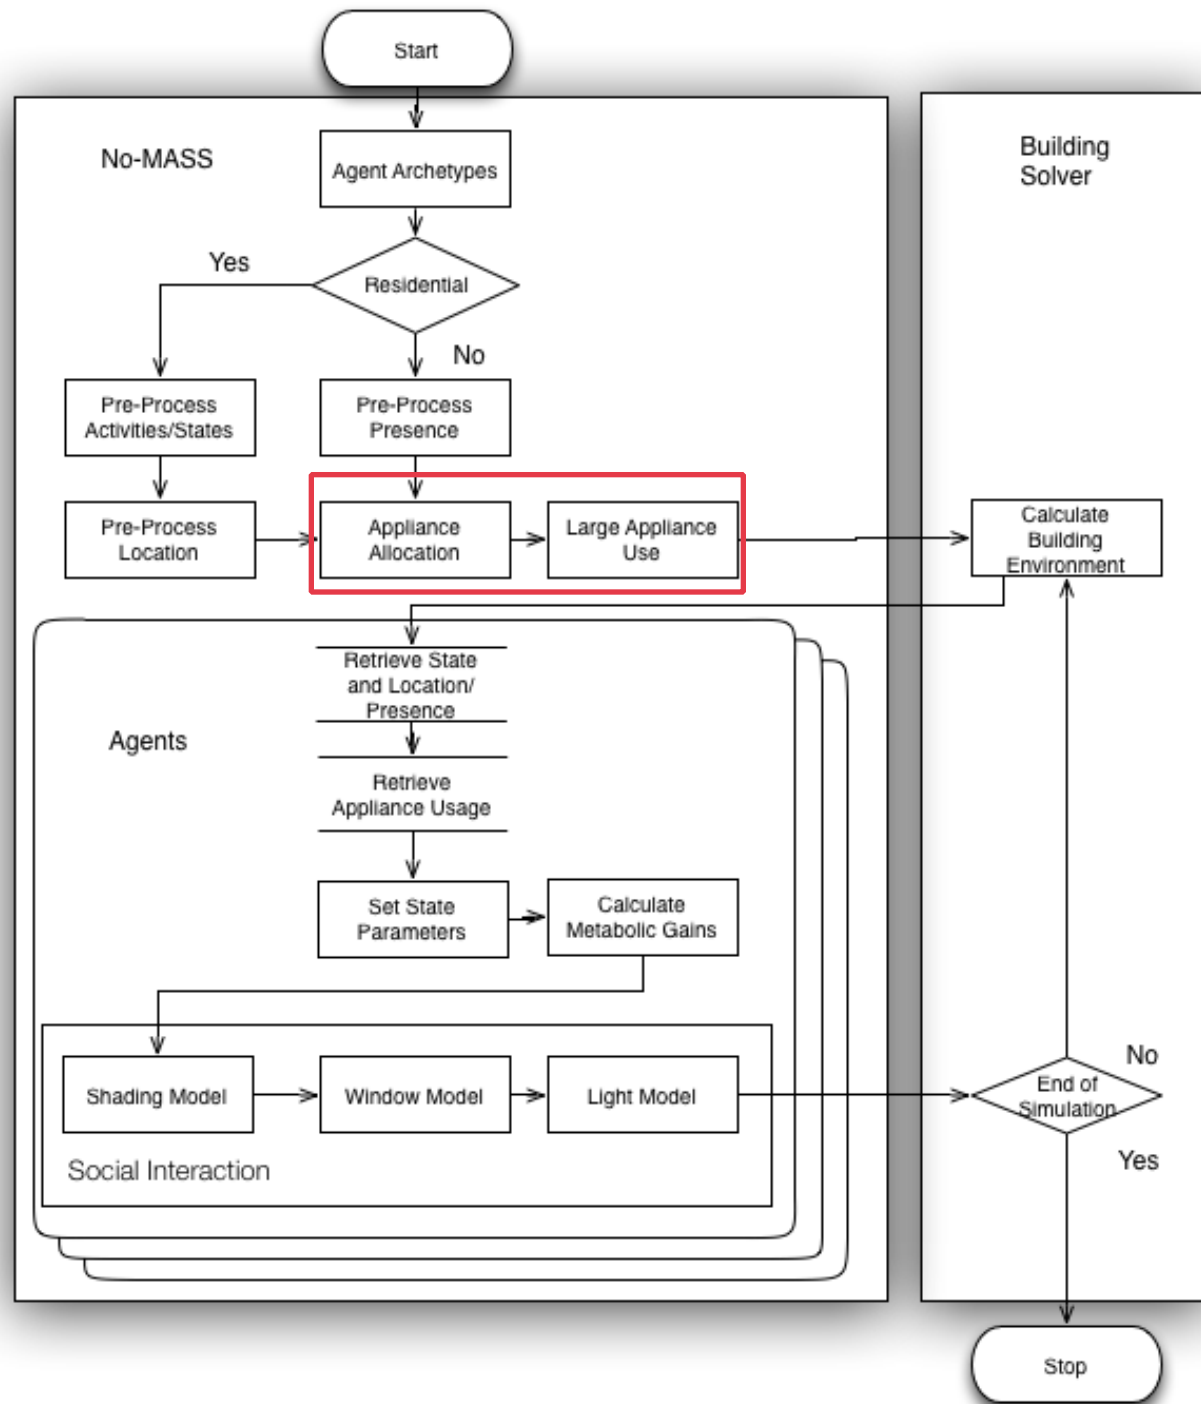 Start
No-MASS
Building
Solver
Agent Archetypes
Residential
Yes
No
Pre-Process
Activities/States
Pre-Process
Presence
Pre-Process
Location
Appliance
Allocation
Large Appliance
Use
Calculate
Building
Environment
Retrieve State
and Location/
Presence
Agents
Retrieve
Appliance Usage
Set State
Parameters
Calculate
Metabolic Gains
Shading Model
Window Model
Light Model
Social Interaction
No
End of
Simulation
Yes
Stop